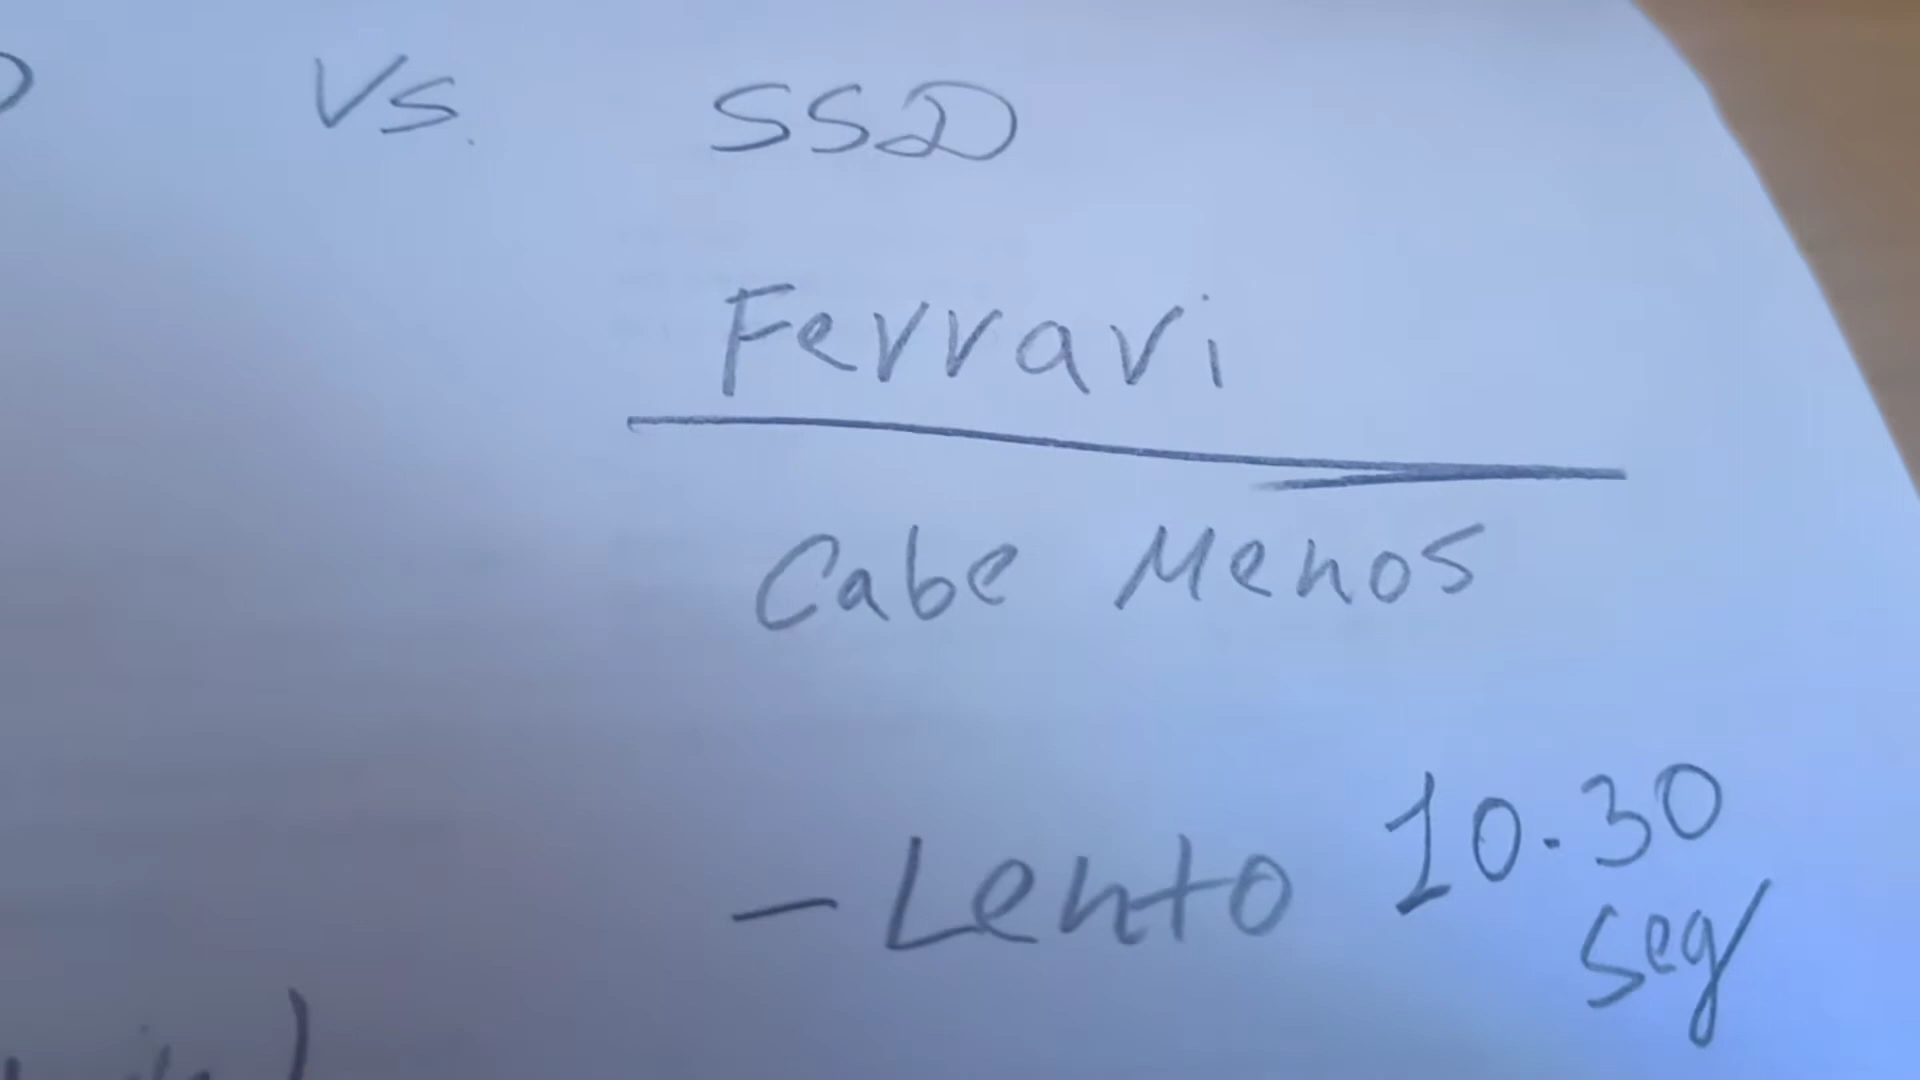 VS. SSD
Ferrari
Cabe Menos
- Lento 10.30
seg